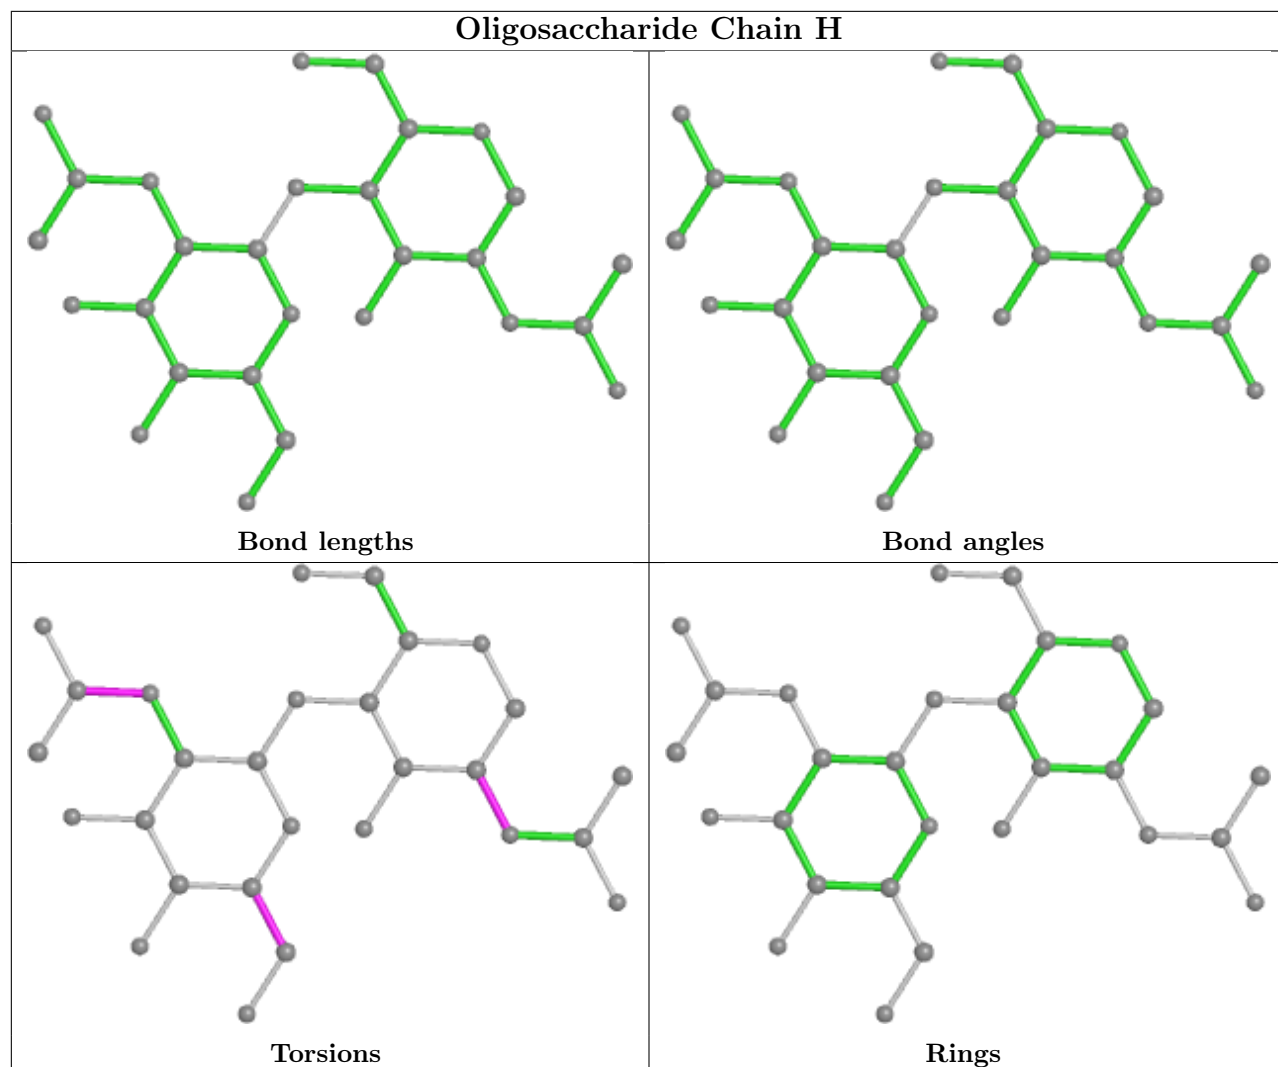 Oligosaccharide Chain H
Bond lengths
Bond angles
Torsions
Rings